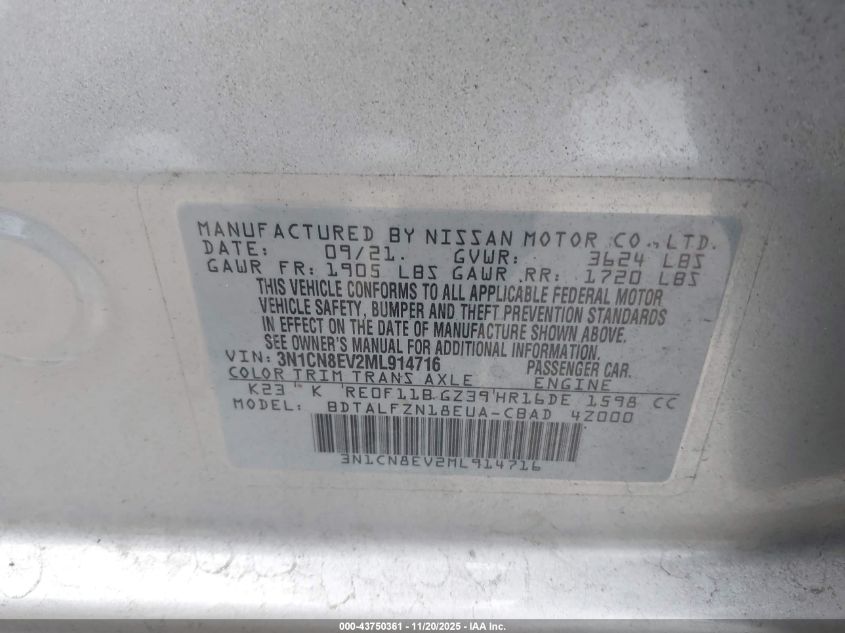 MANUFACTURED BY NISSAN MOTOR CO., LTD.
DATE: 09/21. GVWR: 3624 LBS
GAWR FR: 1905 LBS GAWR RR: 1720 LBS
THIS VEHICLE CONFORMS TO ALL APPLICABLE FEDERAL MOTOR
VEHICLE SAFETY, BUMPER AND THEFT PREVENTION STANDARDS
IN EFFECT ON THE DATE OF MANUFACTURE SHOWN ABOVE.
SEE OWNER'S MANUAL FOR ADDITIONAL INFORMATION.
VIN: 3N1CN8EV2ML914716 PASSENGER CAR.
COLOR TRIM TRANS AXLE ENGINE
K23 K RE0F11B GZ39 HR16DE 1598 CC
MODEL: BDTALFZN18EUA-CBAD 4Z000
3N1CN8EV2ML914716
000-43750361 - 11/20/2025 - IAA Inc.